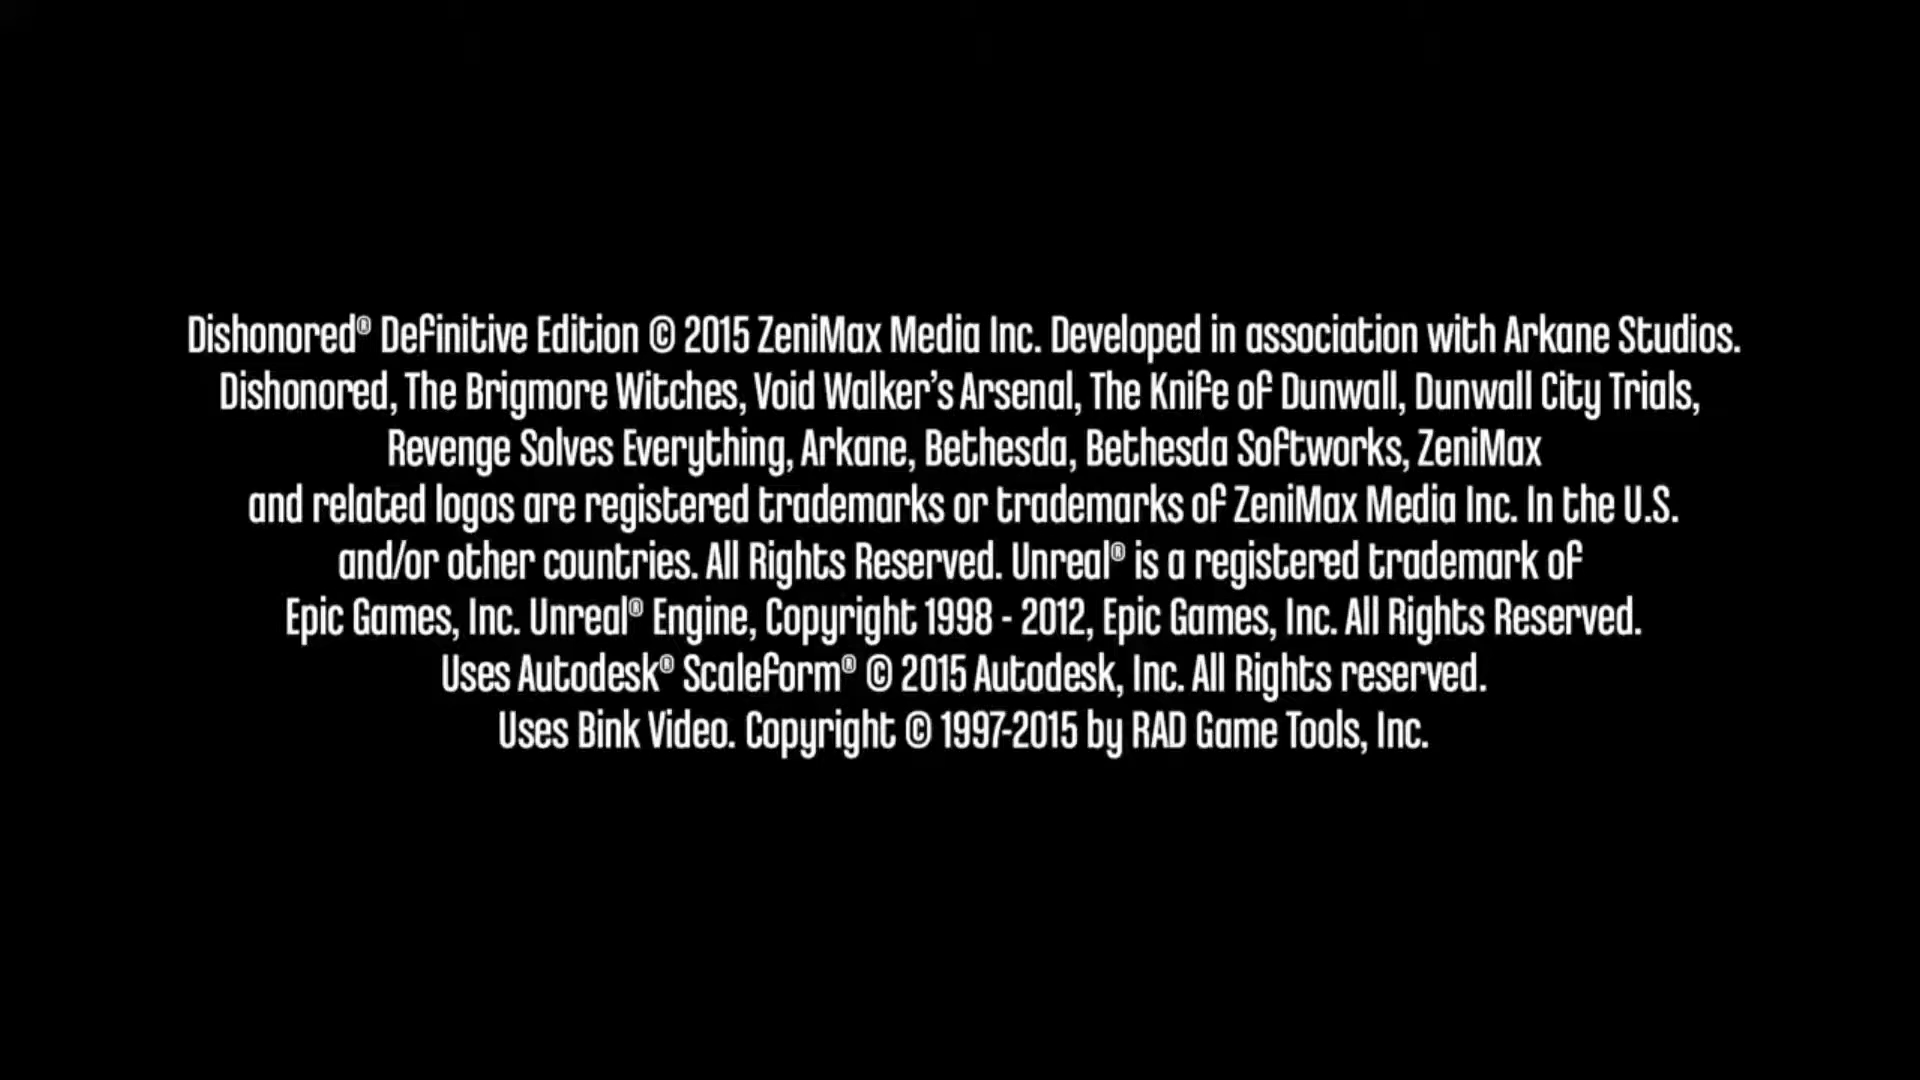 Dishonored® Definitive Edition © 2015 ZeniMax Media Inc. Developed in association with Arkane Studios.
Dishonored, The Brigmore Witches, Void Walker’s Arsenal, The Knife of Dunwall, Dunwall City Trials,
Revenge Solves Everything, Arkane, Bethesda, Bethesda Softworks, ZeniMax
and related logos are registered trademarks or trademarks of ZeniMax Media Inc. In the U.S.
and/or other countries. All Rights Reserved. Unreal® is a registered trademark of
Epic Games, Inc. Unreal® Engine, Copyright 1998 - 2012, Epic Games, Inc. All Rights Reserved.
Uses Autodesk® Scaleform® © 2015 Autodesk, Inc. All Rights reserved.
Uses Bink Video. Copyright © 1997-2015 by RAD Game Tools, Inc.